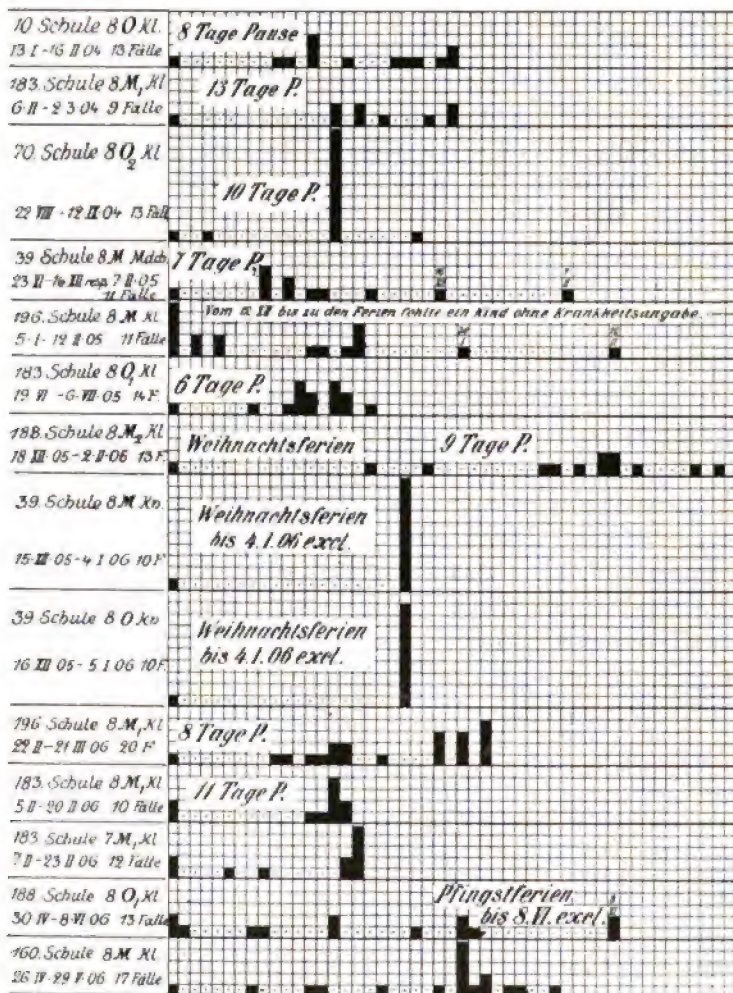 10 Schule 8 O Kl.
13 I - 16 II 04 13 Fälle
8 Tage Pause
183. Schule 8 M₁ Kl
6 II - 2 3 04 9 Fälle
13 Tage P.
70. Schule 8 O₂ Kl
22 VIII - 12 IX 04 13 Fäll
10 Tage P.
39 Schule 8. M Mdch.
23 II - 16 III resp. 7 II 05
11 Fälle
7 Tage P.
Vom bis zu den Ferien fehlte ein Kind ohne Krankheitsangabe.
196. Schule 8 M Kl.
5 I - 12 II 05 11 Fälle
183. Schule 8 O₁ Kl
19 VI - 6 VII 05 14 F.
6 Tage P.
188. Schule 8 M₂ Kl
18 XII 05 - 2 II 06 13 F.
Weihnachtsferien
9 Tage P.
39. Schule 8 M Kn.
15 XII 05 - 4 I 06 10 F
Weihnachtsferien
bis 4.1.06 excl.
39. Schule 8 O Kn
16 XII 05 - 5 I 06 10 F.
Weihnachtsferien
bis 4.1.06 excl.
196 Schule 8 M₁ Kl
22 II - 21 III 06 20 F
8 Tage P.
183. Schule 8. M₁ Kl
5 II - 20 II 06 10 Fälle
11 Tage P.
183 Schule 7. M₁ Kl
7 II - 23 II 06 12 Fälle
188. Schule 8 O₁ Kl
30 IV - 8 VI 06 13 Fälle
Pfingstferien
bis 8. VI. excl.
160. Schule 8 M Kl
26 IV - 29 V 06 17 Fälle